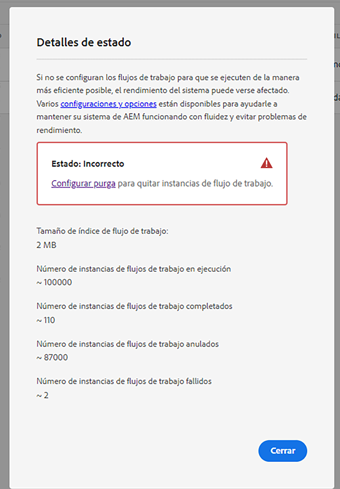 Detalles de estado
Si no se configuran los flujos de trabajo para que se ejecuten de la manera
más eficiente posible, el rendimiento del sistema puede verse afectado.
Varios configuraciones y opciones están disponibles para ayudarle a
mantener su sistema de AEM funcionando con fluidez y evitar problemas de
rendimiento.
Estado: Incorrecto
Configurar purga para quitar instancias de flujo de trabajo.
Tamaño de índice de flujo de trabajo:
2 MB
Número de instancias de flujos de trabajo en ejecución
~ 100000
Número de instancias de flujos de trabajo completados
~ 110
Número de instancias de flujos de trabajo anulados
~ 87000
Número de instancias de flujos de trabajo fallidos
~ 2
Cerrar